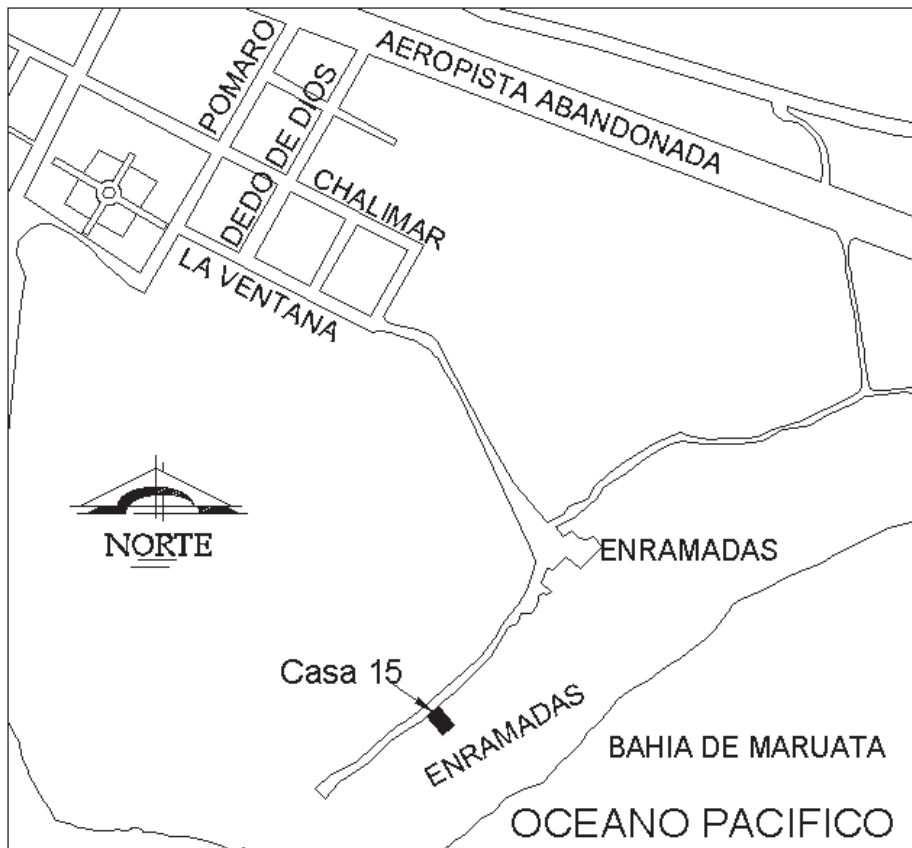 POMARO
AEROPISTA ABANDONADA
DEDO DE DIOS
CHALIMAR
LA VENTANA
NORTE
ENRAMADAS
Casa 15
ENRAMADAS
BAHIA DE MARUATA
OCEANO PACIFICO